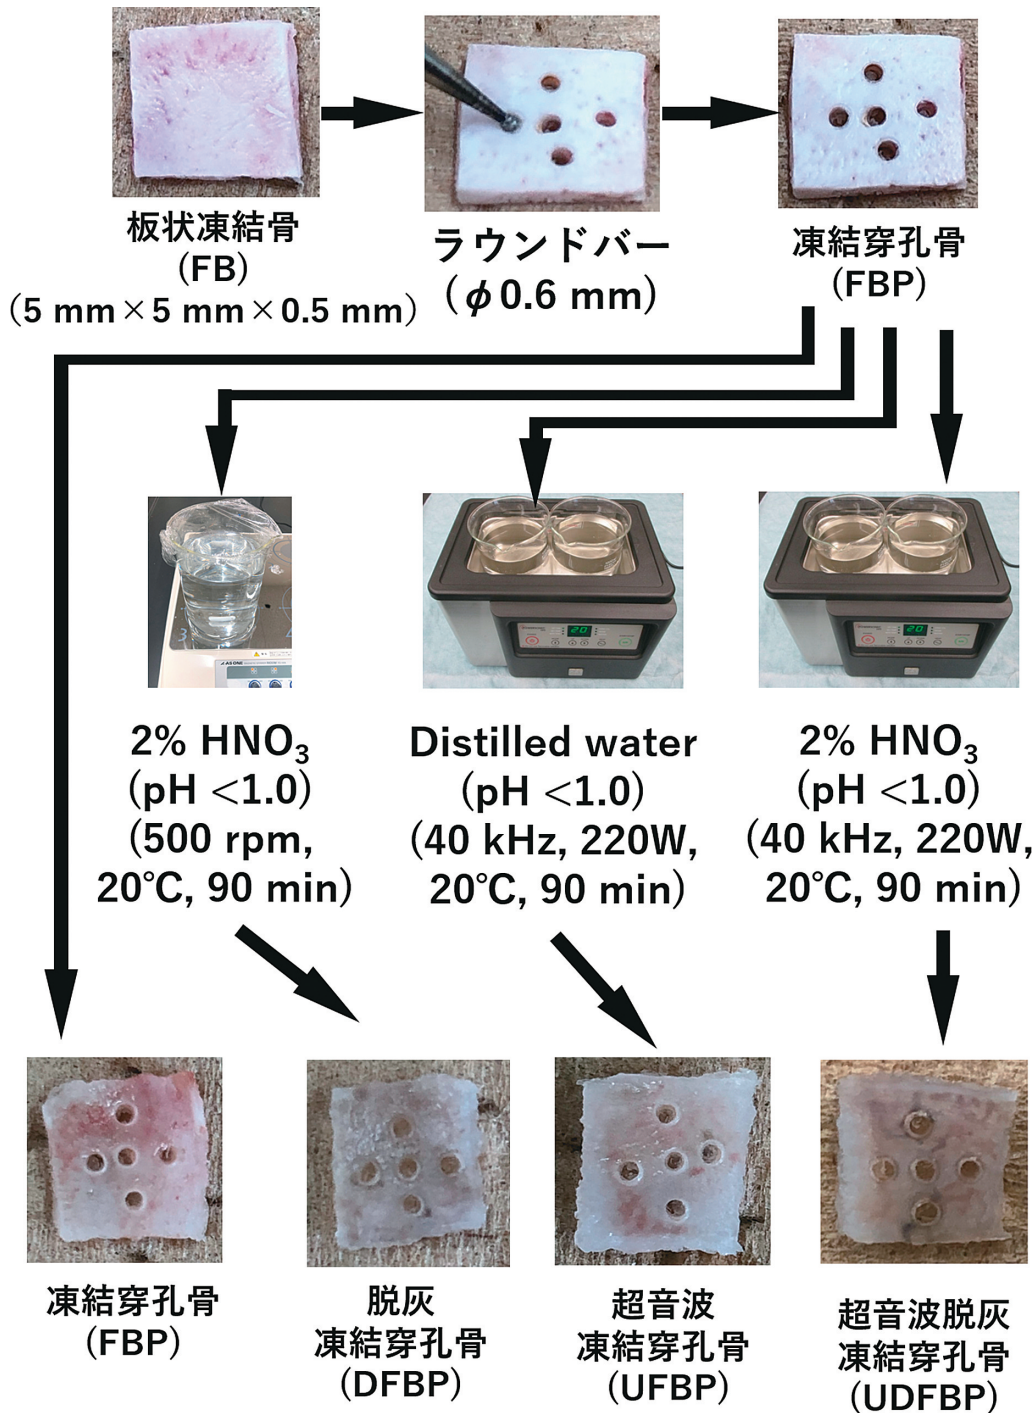 板状凍結骨
(FB)
(5 mm×5 mm×0.5 mm)
ラウンドバー
(φ0.6 mm)
凍結穿孔骨
(FBP)
2% HNO₃
(pH <1.0)
(500 rpm,
20℃, 90 min)
Distilled water
(pH <1.0)
(40 kHz, 220W,
20℃, 90 min)
2% HNO₃
(pH <1.0)
(40 kHz, 220W,
20℃, 90 min)
凍結穿孔骨
(FBP)
脱灰
凍結穿孔骨
(DFBP)
超音波
凍結穿孔骨
(UFBP)
超音波脱灰
凍結穿孔骨
(UDFBP)
AS ONE
20
20